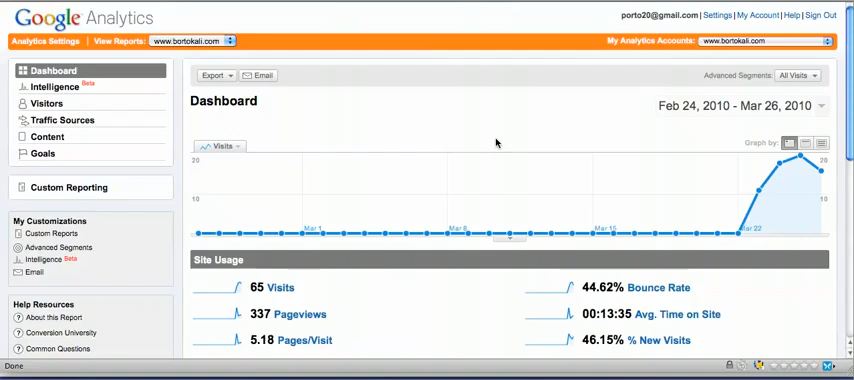 Google Analytics
porto20@gmail.com | Settings | My Account | Help | Sign Out
Analytics Settings | View Reports: www.bortokali.com My Analytics Accounts: www.bortokali.com
Dashboard
Intelligence Beta
Visitors
Traffic Sources
Content
Goals
Custom Reporting
My Customizations
Custom Reports
Advanced Segments
Intelligence Beta
Email
Help Resources
About this Report
Conversion University
Common Questions
Export Email Advanced Segments: All Visits
Dashboard
Feb 24, 2010 - Mar 26, 2010
Visits Graph by:
20 20
10 10
Mar 1 Mar 8 Mar 15 Mar 22
Site Usage
65 Visits 44.62% Bounce Rate
337 Pageviews 00:13:35 Avg. Time on Site
5.18 Pages/Visit 46.15% % New Visits
Done